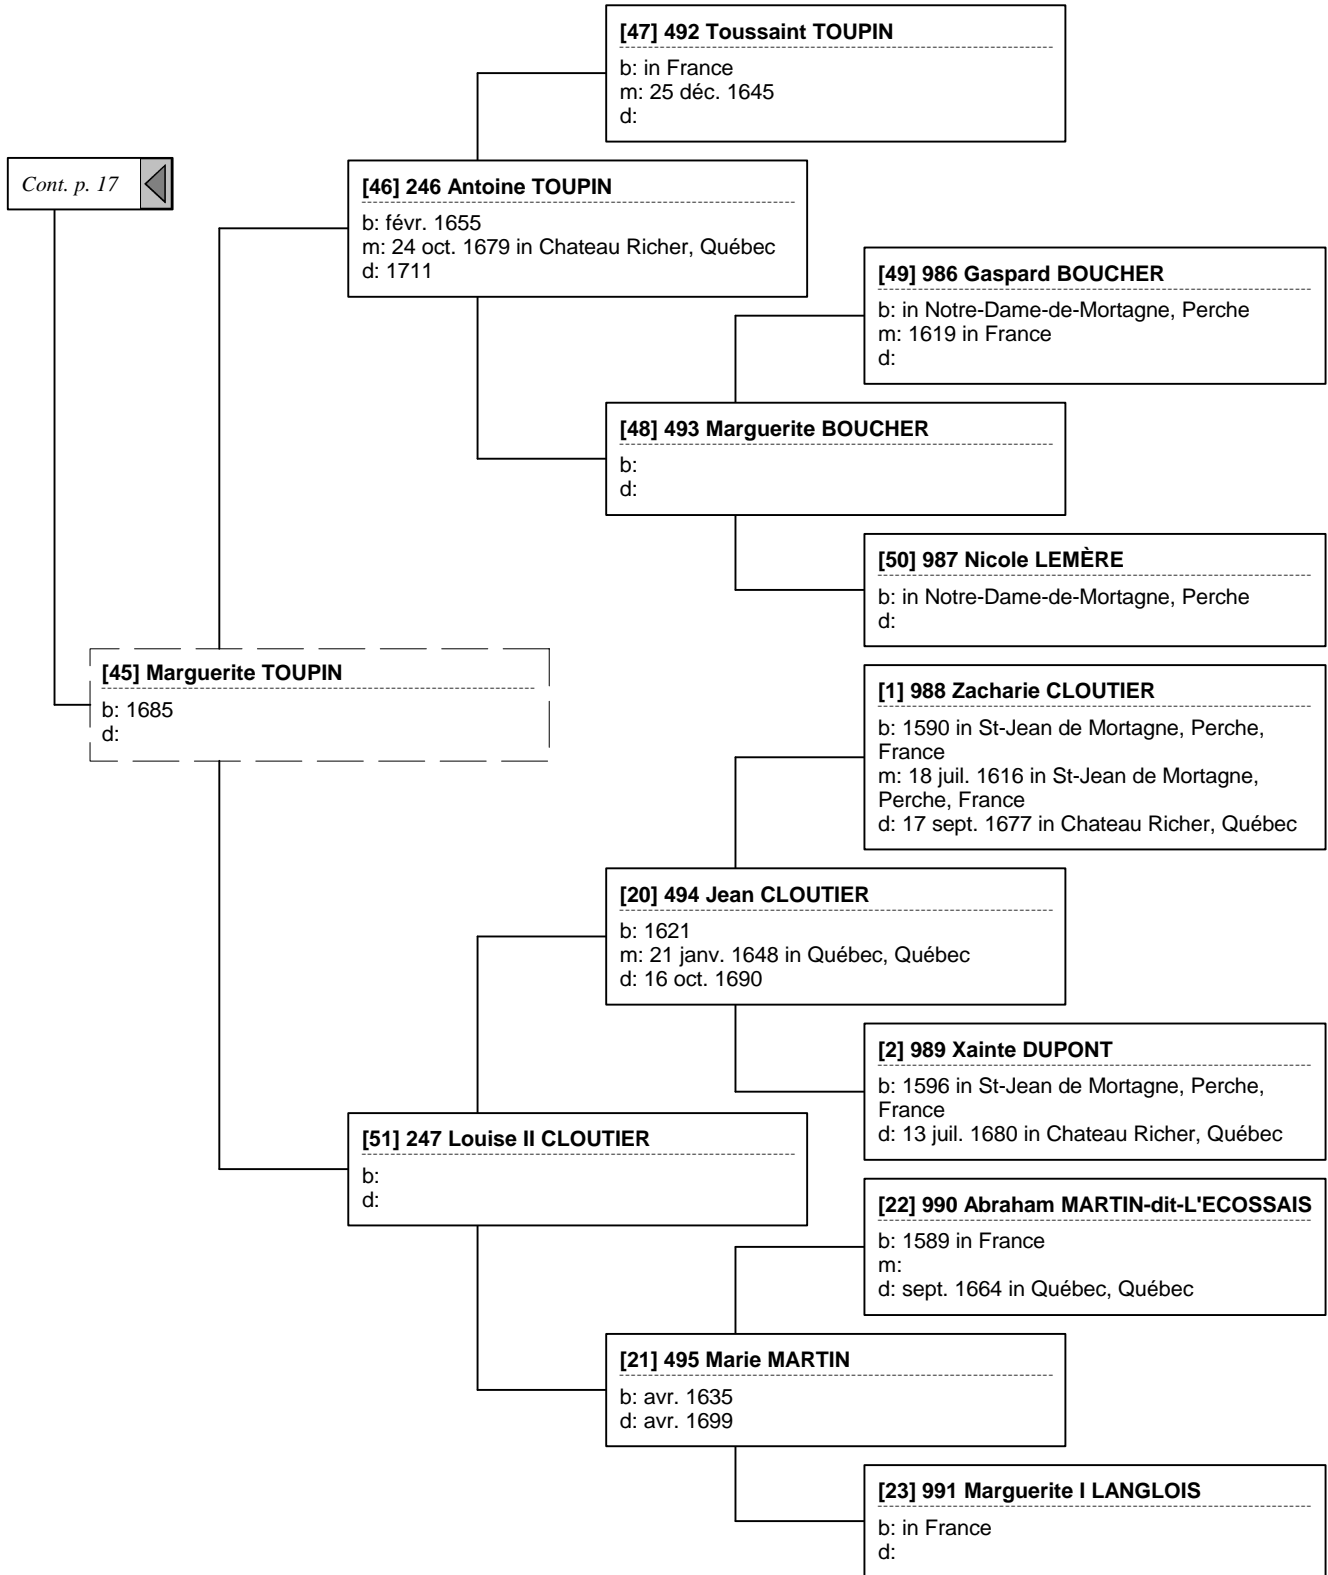 [47] 492 Toussaint TOUPIN
b: in France
m: 25 déc. 1645
d:
Cont. p. 17
[46] 246 Antoine TOUPIN
b: févr. 1655
m: 24 oct. 1679 in Chateau Richer, Québec
d: 1711
[49] 986 Gaspard BOUCHER
b: in Notre-Dame-de-Mortagne, Perche
m: 1619 in France
d:
[48] 493 Marguerite BOUCHER
b:
d:
[50] 987 Nicole LEMÈRE
b: in Notre-Dame-de-Mortagne, Perche
d:
[45] Marguerite TOUPIN
b: 1685
d:
[1] 988 Zacharie CLOUTIER
b: 1590 in St-Jean de Mortagne, Perche,
France
m: 18 juil. 1616 in St-Jean de Mortagne,
Perche, France
d: 17 sept. 1677 in Chateau Richer, Québec
[20] 494 Jean CLOUTIER
b: 1621
m: 21 janv. 1648 in Québec, Québec
d: 16 oct. 1690
[2] 989 Xainte DUPONT
b: 1596 in St-Jean de Mortagne, Perche,
France
d: 13 juil. 1680 in Chateau Richer, Québec
[51] 247 Louise II CLOUTIER
b:
d:
[22] 990 Abraham MARTIN-dit-L'ECOSSAIS
b: 1589 in France
m:
d: sept. 1664 in Québec, Québec
[21] 495 Marie MARTIN
b: avr. 1635
d: avr. 1699
[23] 991 Marguerite I LANGLOIS
b: in France
d: